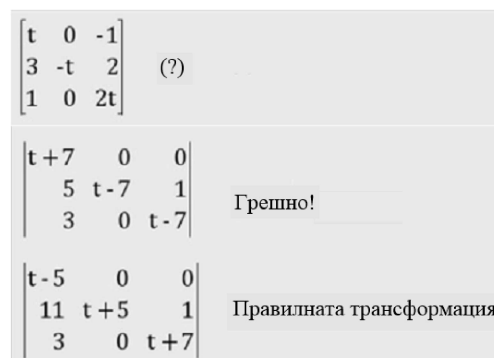 t 0 -1
3 -t 2 (?)
1 0 2t
t+7 0 0
5 t-7 1
3 0 t-7
Грешно!
t-5 0 0
11 t+5 1
3 0 t+7
Правилната трансформация